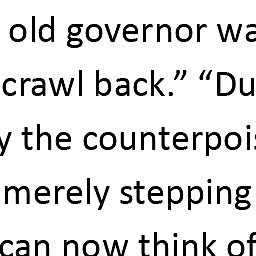 old governor wa
crawl back.” “Du
y the counterpois
merely stepping
can now think of